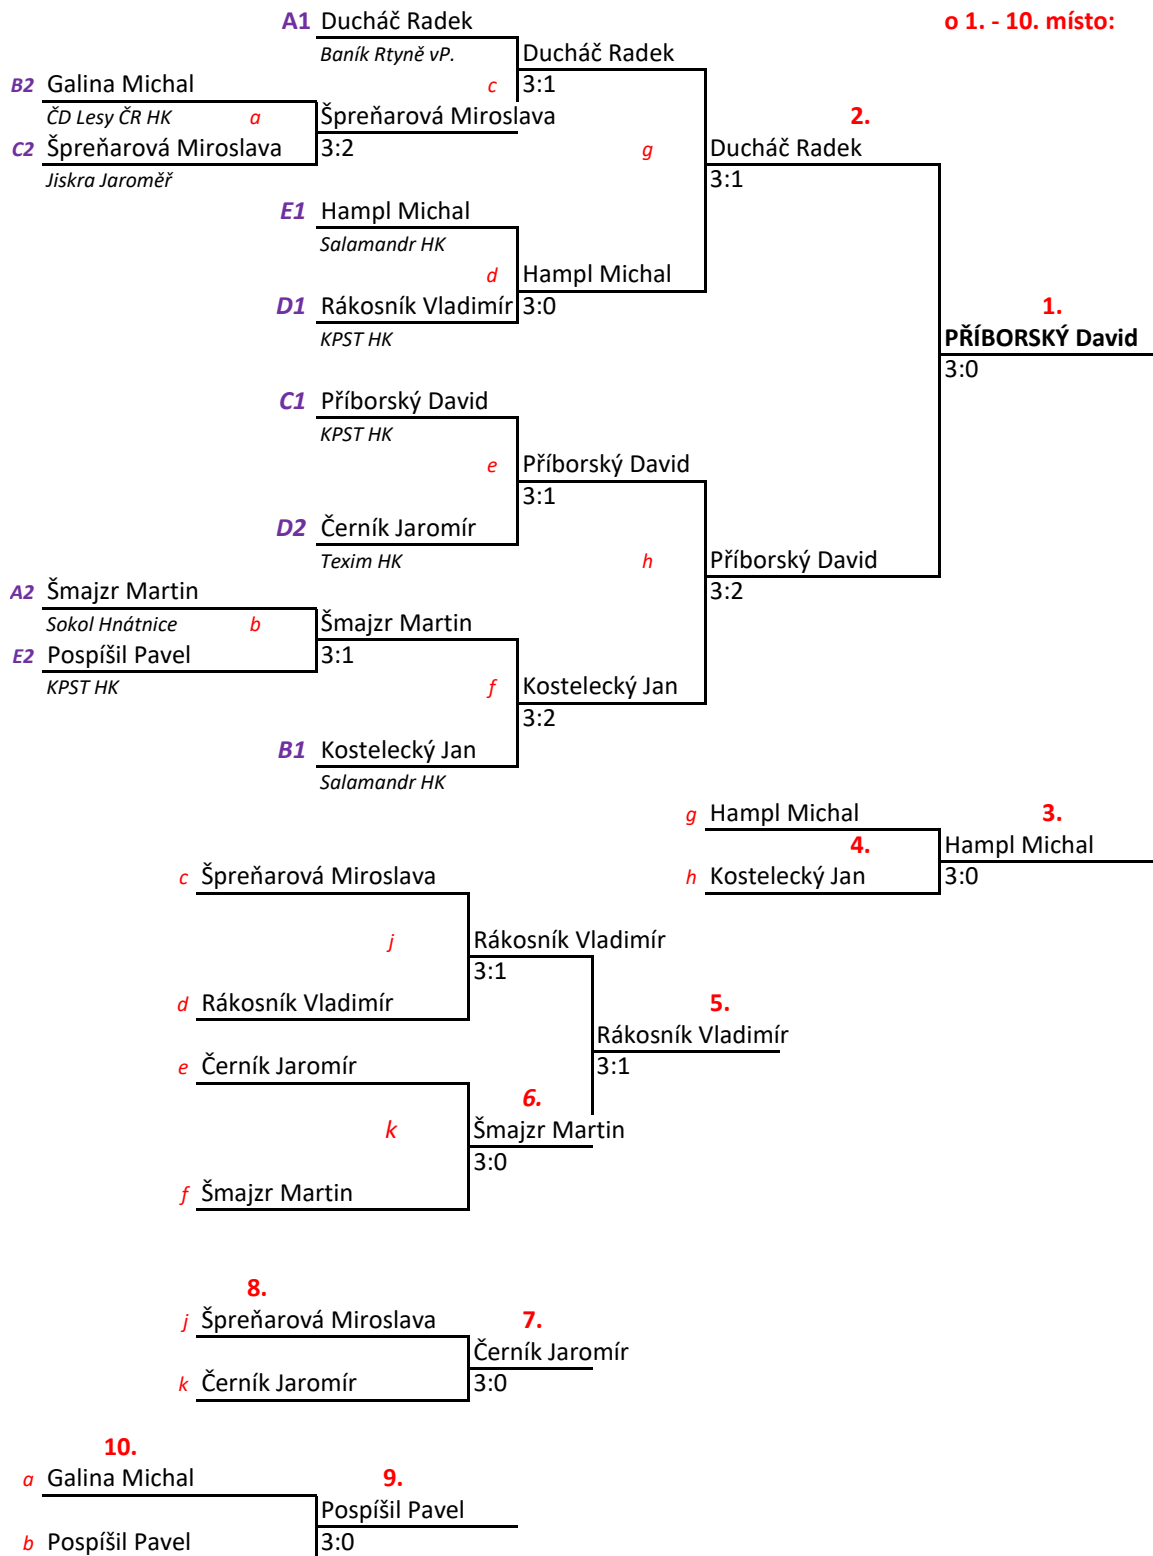 A1 Ducháč Radek
o 1. - 10. místo:
Baník Rtyně vP.
Ducháč Radek
B2 Galina Michal
c 3:1
ČD Lesy ČR HK a
Špreňarová Miroslava
2.
C2 Špreňarová Miroslava
3:2
g
Ducháč Radek
Jiskra Jaroměř
3:1
E1 Hampl Michal
Salamandr HK
d Hampl Michal
D1 Rákosník Vladimír
3:0
1.
KPST HK
PŘÍBORSKÝ David
3:0
C1 Příborský David
KPST HK
e Příborský David
3:1
D2 Černík Jaromír
Texim HK
h Příborský David
A2 Šmajzr Martin
3:2
Sokol Hnátnice b
Šmajzr Martin
E2 Pospíšil Pavel
3:1
KPST HK
f Kostelecký Jan
3:2
B1 Kostelecký Jan
Salamandr HK
g Hampl Michal
3.
4.
Hampl Michal
c Špreňarová Miroslava
h Kostelecký Jan
3:0
j Rákosník Vladimír
3:1
d Rákosník Vladimír
5.
Rákosník Vladimír
e Černík Jaromír
3:1
6.
k Šmajzr Martin
3:0
f Šmajzr Martin
8.
j Špreňarová Miroslava
7.
Černík Jaromír
k Černík Jaromír
3:0
10.
a Galina Michal
9.
Pospíšil Pavel
b Pospíšil Pavel
3:0